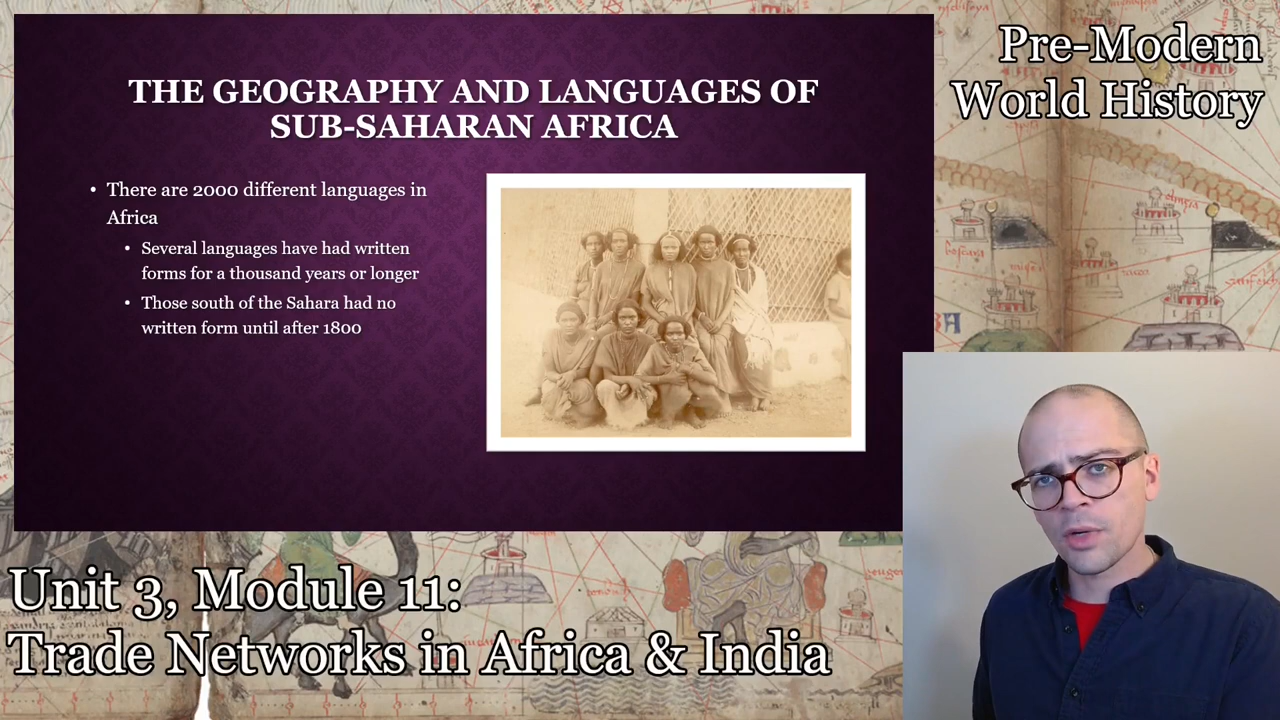 THE GEOGRAPHY AND LANGUAGES OF
SUB-SAHARAN AFRICA
• There are 2000 different languages in
Africa
• Several languages have had written
forms for a thousand years or longer
• Those south of the Sahara had no
written form until after 1800
Pre-Modern
World History
Unit 3, Module 11:
Trade Networks in Africa & India